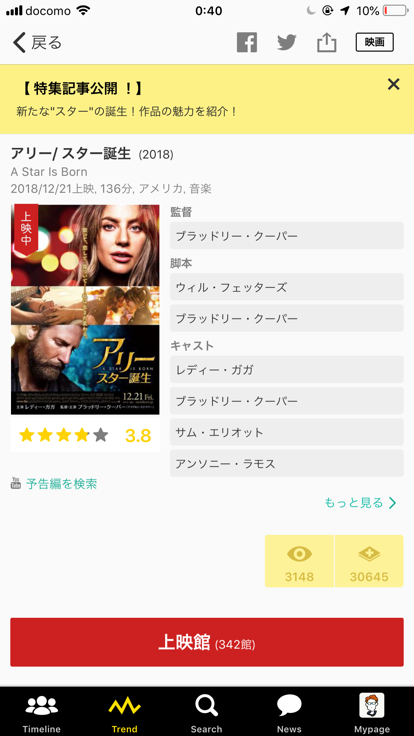 docomo 0:40 10%
戻る 映画
【 特集記事公開 ！】
新たな"スター"の誕生！作品の魅力を紹介！
アリー/ スター誕生 (2018)
A Star Is Born
2018/12/21上映, 136分, アメリカ, 音楽
上映中
アリー
A STAR IS BORN
スター誕生
12.21 Fri.
主演 レディー・ガガ 監督・主演 ブラッドリー・クーパー
3.8
You Tube 予告編を検索
監督
ブラッドリー・クーパー
脚本
ウィル・フェッターズ
ブラッドリー・クーパー
キャスト
レディー・ガガ
ブラッドリー・クーパー
サム・エリオット
アンソニー・ラモス
もっと見る
3148 30645
上映館 (342館)
Timeline Trend Search News Mypage